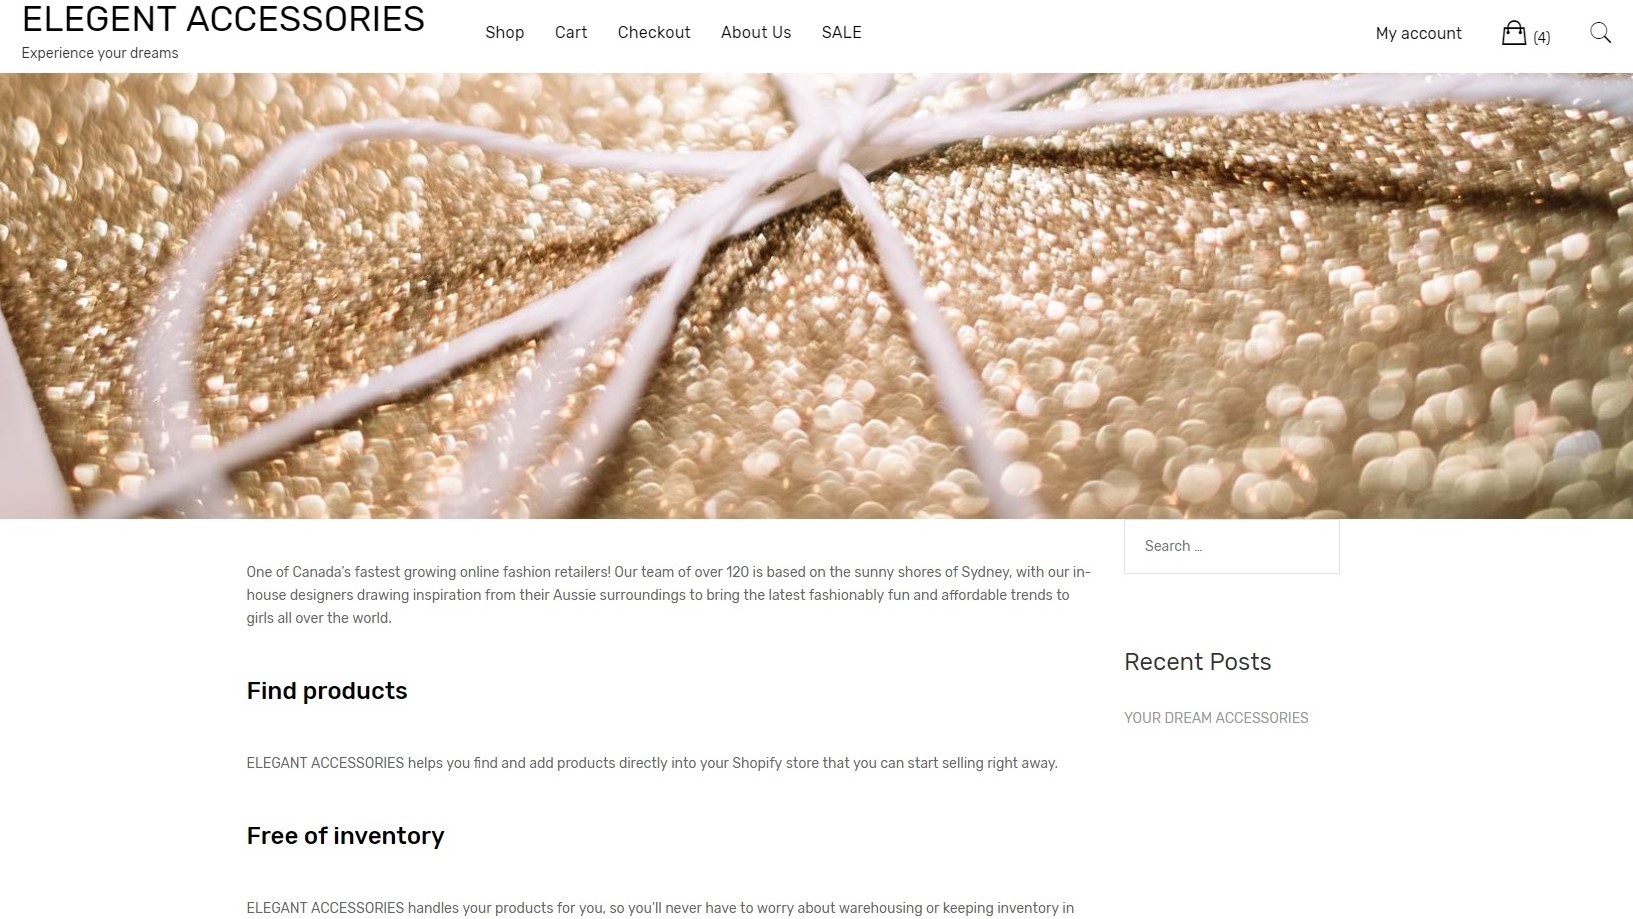 ELEGENT ACCESSORIES
Experience your dreams
Shop
Cart
Checkout
About Us
SALE
My account
(4)
One of Canada's fastest growing online fashion retailers! Our team of over 120 is based on the sunny shores of Sydney, with our in-
house designers drawing inspiration from their Aussie surroundings to bring the latest fashionably fun and affordable trends to
girls all over the world.
Find products
ELEGANT ACCESSORIES helps you find and add products directly into your Shopify store that you can start selling right away.
Free of inventory
ELEGANT ACCESSORIES handles your products for you, so you'll never have to worry about warehousing or keeping inventory in
Search …
Recent Posts
YOUR DREAM ACCESSORIES